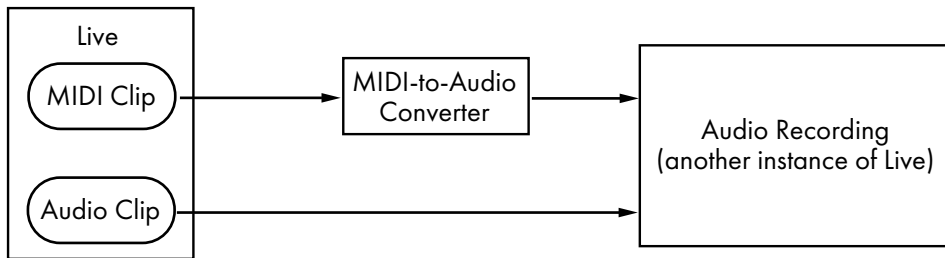 Live
MIDI Clip
MIDI-to-Audio
Converter
Audio Recording
(another instance of Live)
Audio Clip